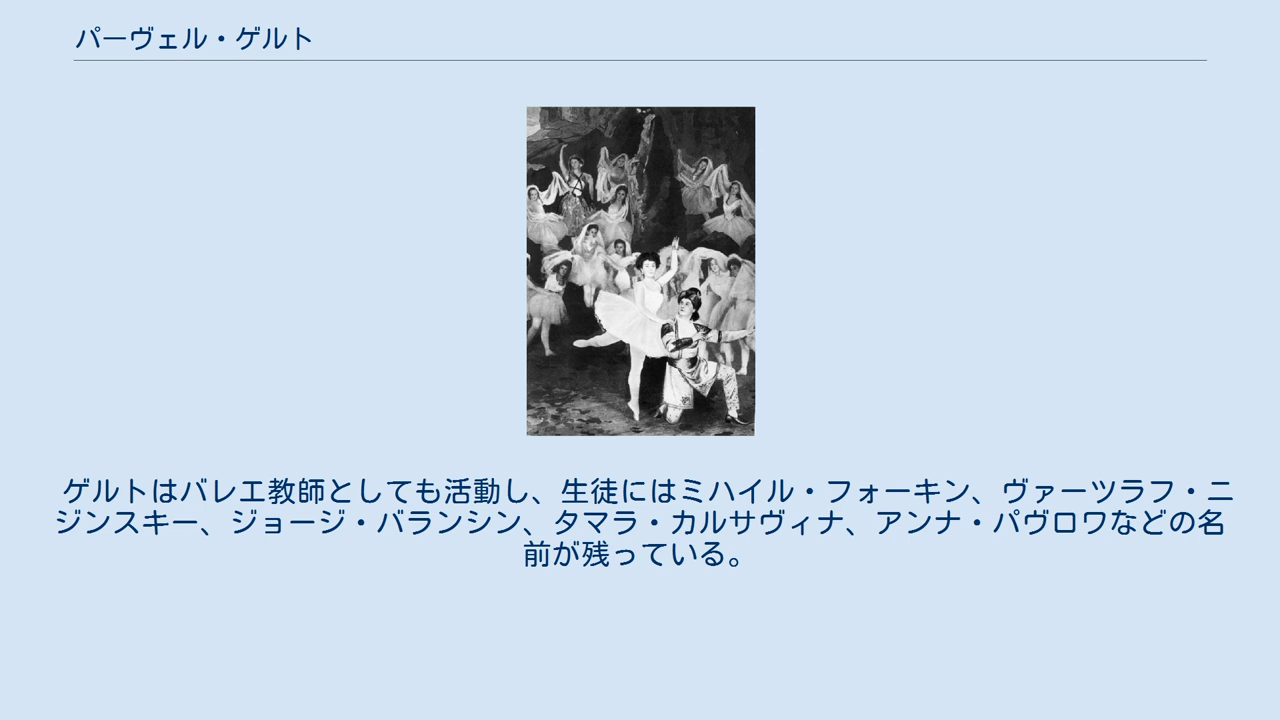 パーヴェル・ゲルト
ゲルトはバレエ教師としても活動し、生徒にはミハイル・フォーキン、ヴァーツラフ・ニ
ジンスキー、ジョージ・バランシン、タマラ・カルサヴィナ、アンナ・パヴロワなどの名
前が残っている。